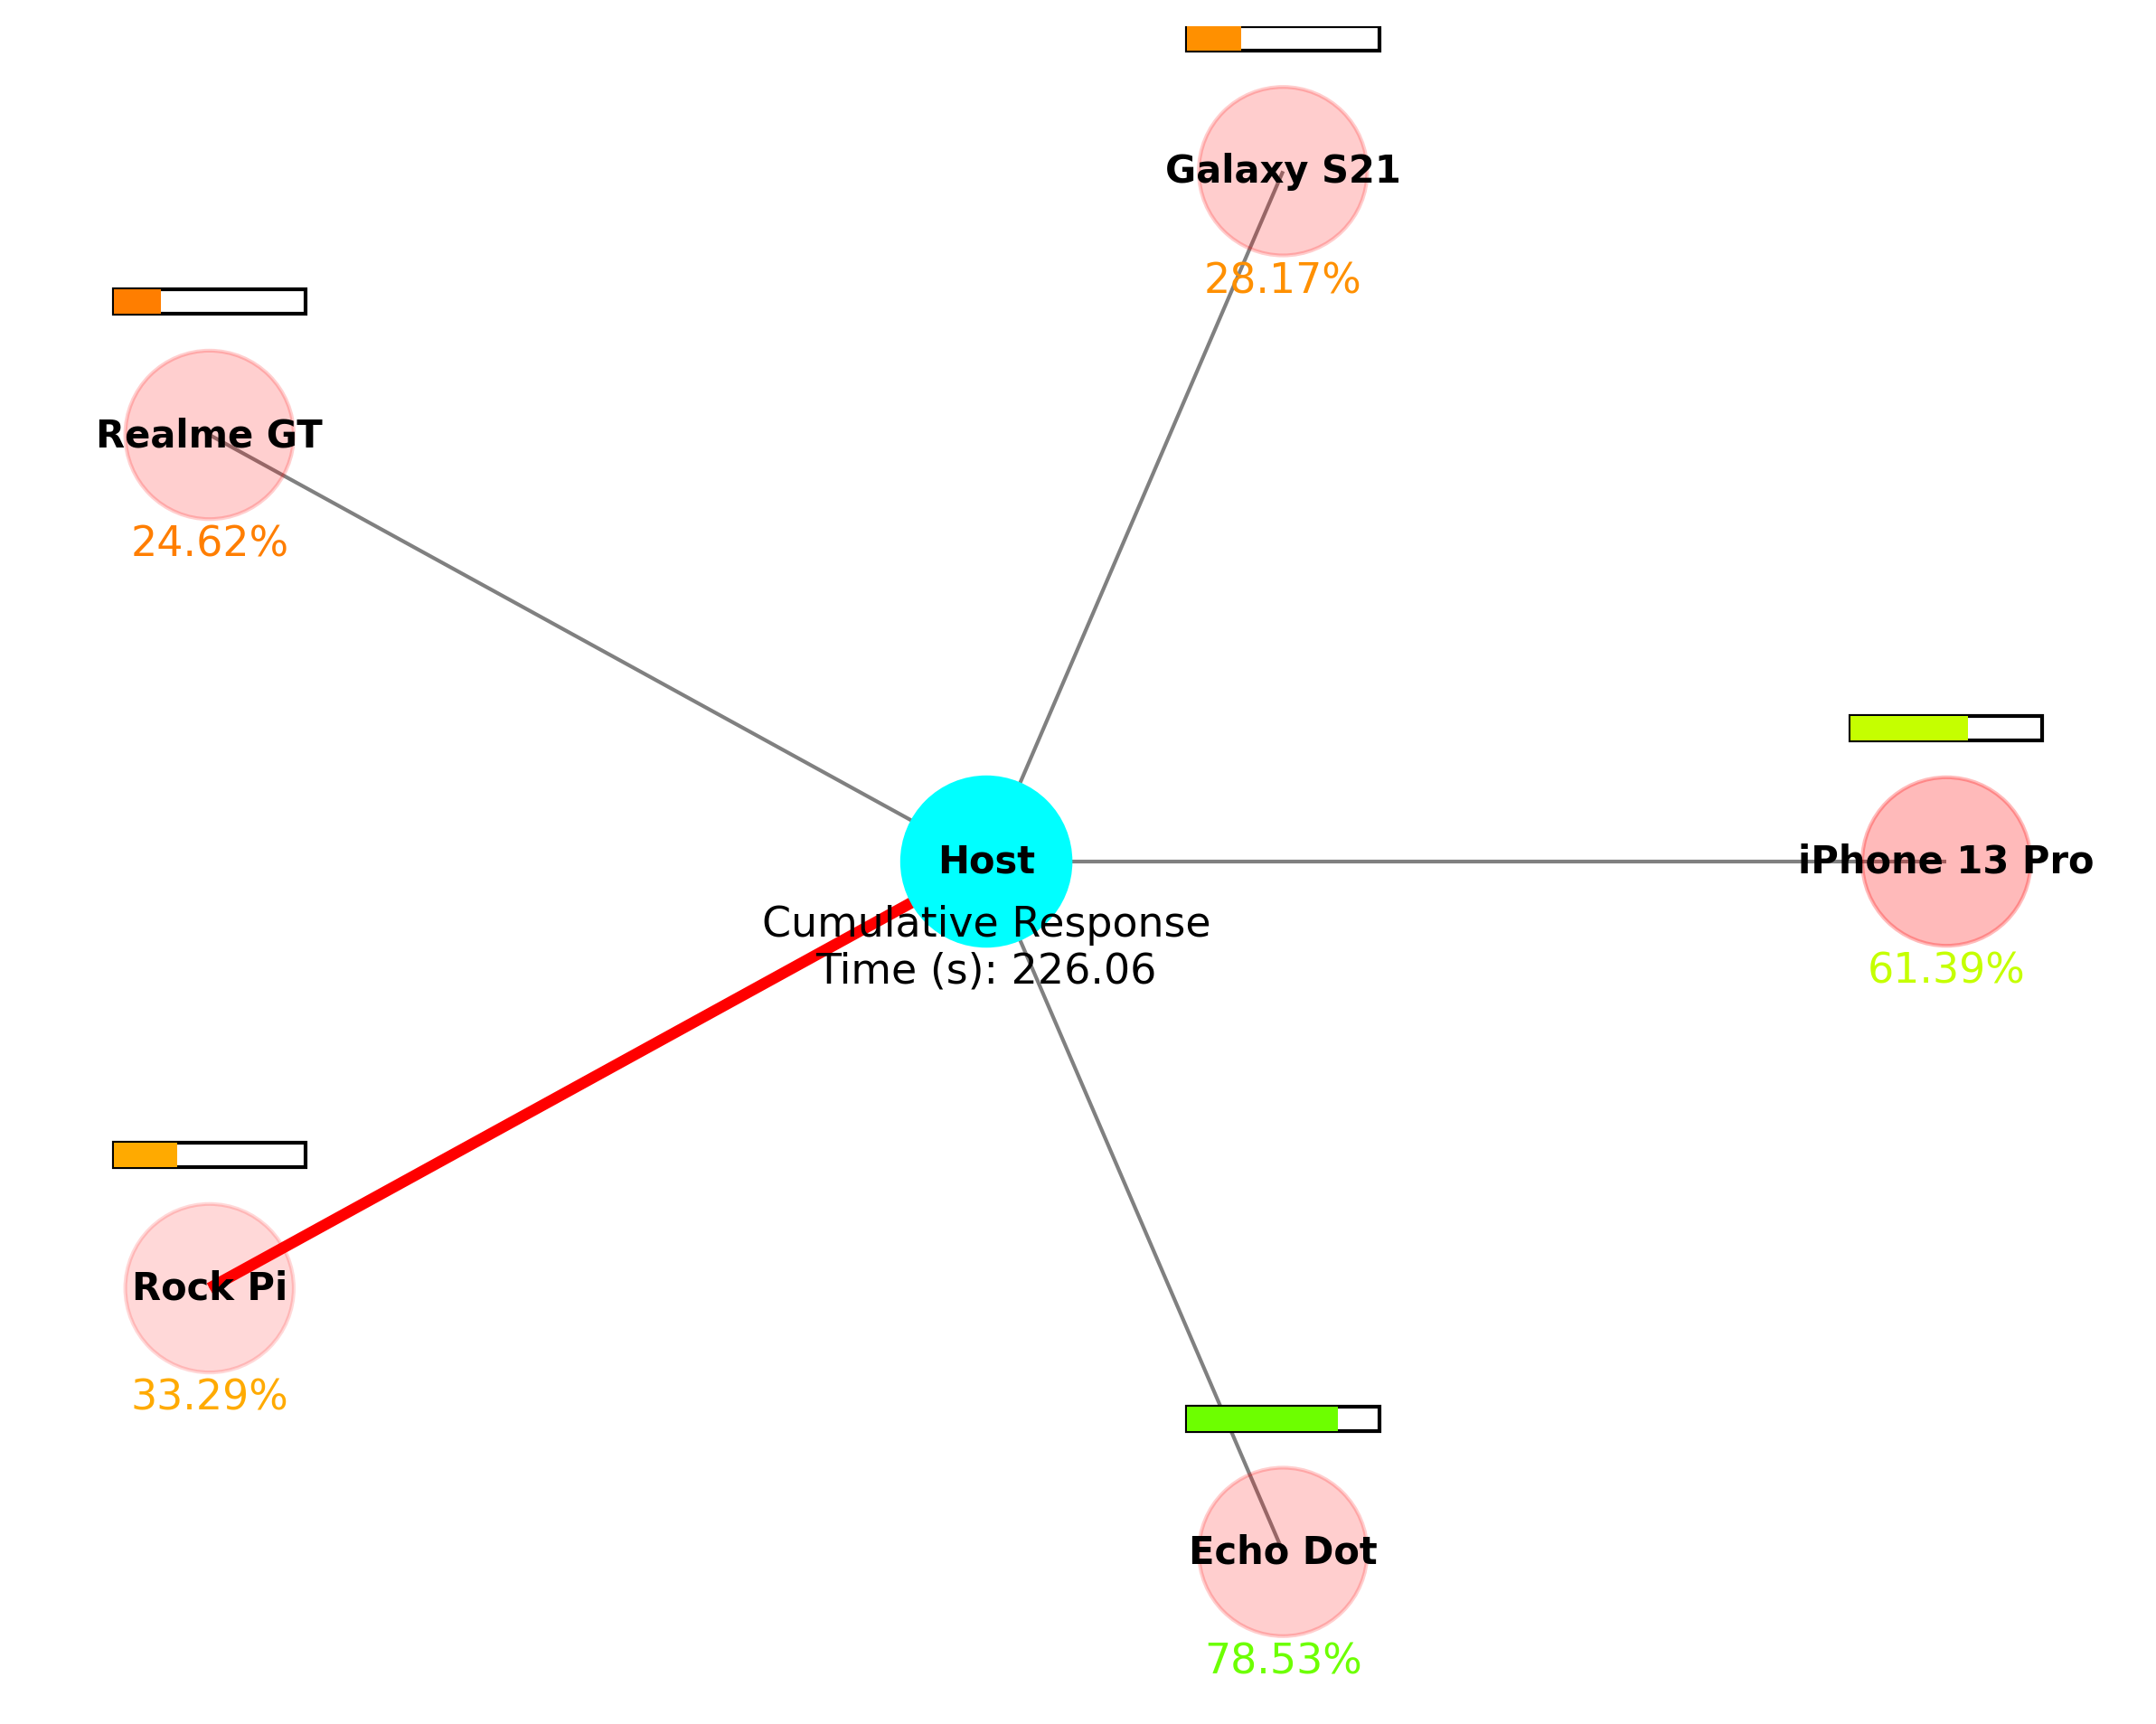 Galaxy S21
28.17%
Realme GT
24.62%
Host
Cumulative Response
Time (s): 226.06
iPhone 13 Pro
61.39%
Rock Pi
33.29%
Echo Dot
78.53%